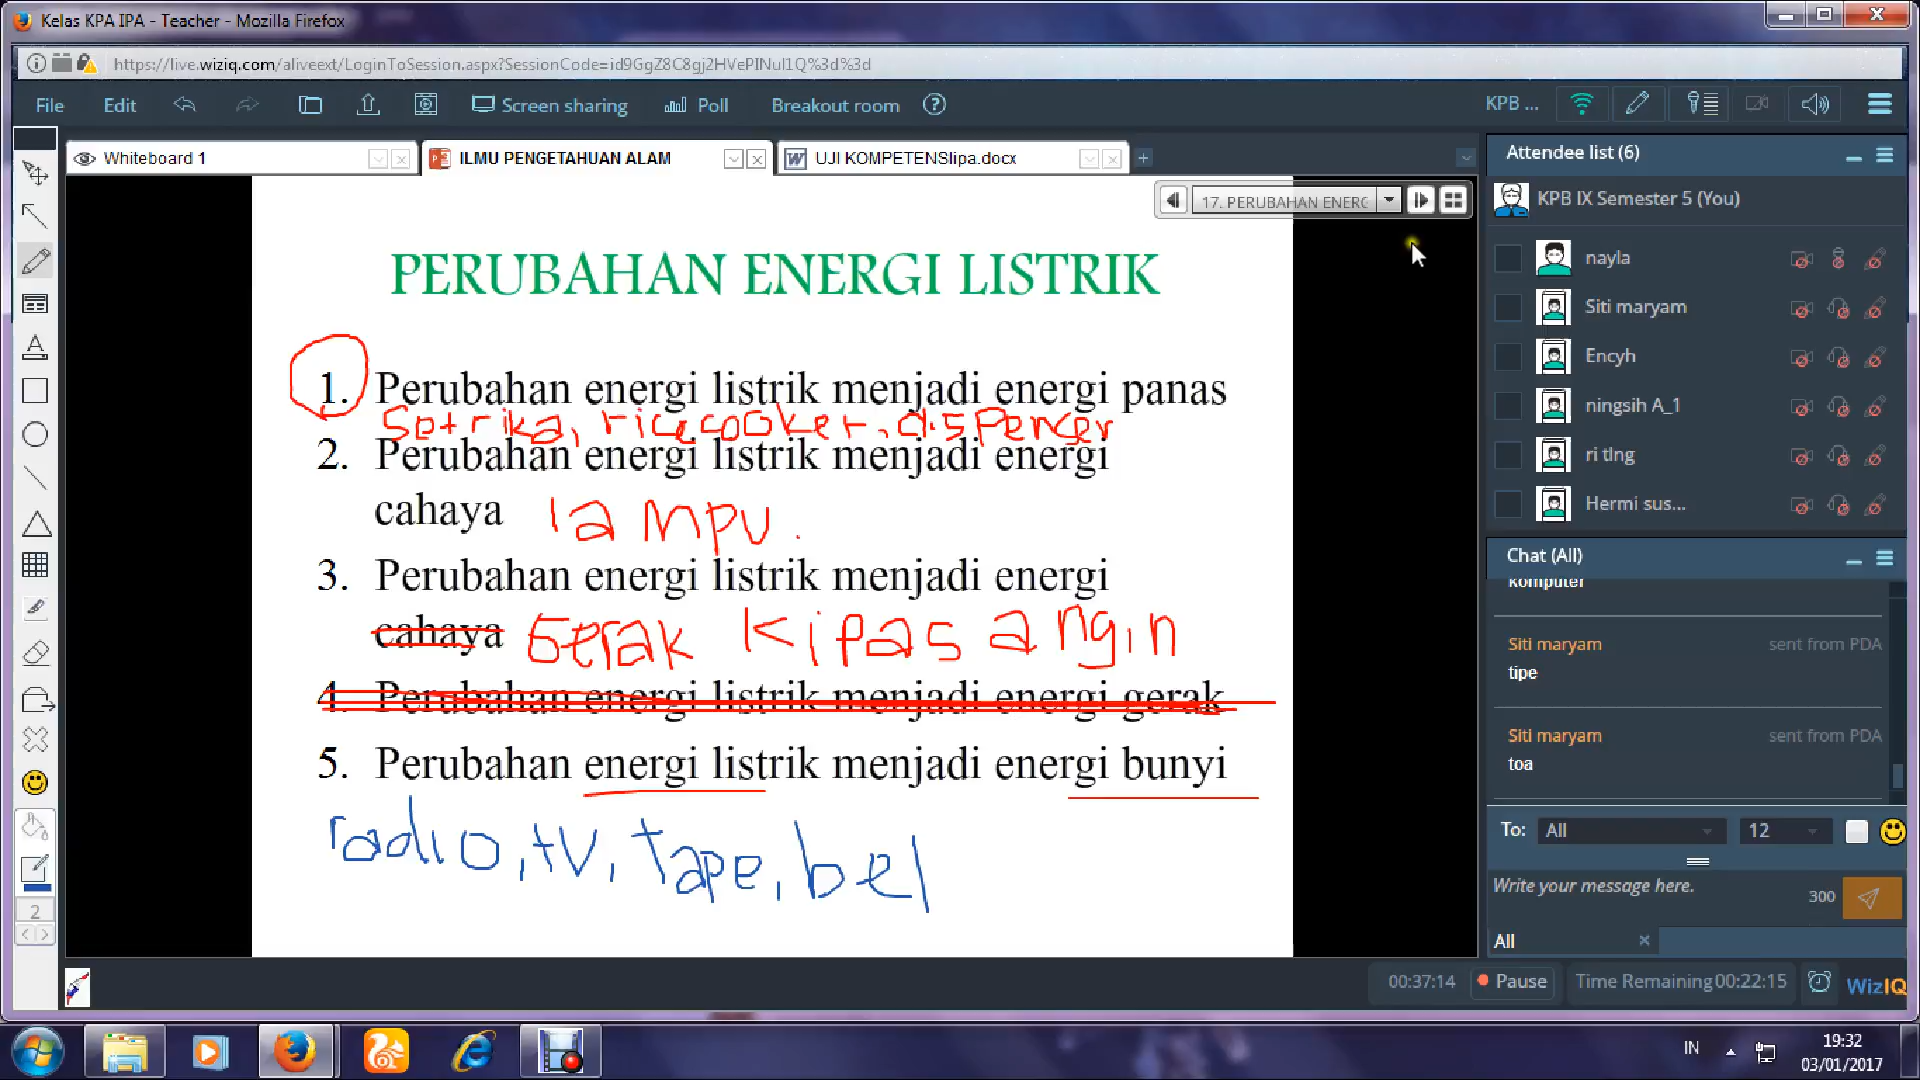 Kelas KPA IPA - Teacher - Mozilla Firefox
https://live.wiziq.com/aliveext/LoginToSession.aspx?SessionCode=id9GgZ8C8gj2HVePINul1Q%3d%3d
File Edit Screen sharing Poll Breakout room KPB ...
Whiteboard 1
ILMU PENGETAHUAN ALAM
UJI KOMPETENSIipa.docx
17. PERUBAHAN ENERG
PERUBAHAN ENERGI LISTRIK
1. Perubahan energi listrik menjadi energi panas
Setrika, ricecooker, dispenser
2. Perubahan energi listrik menjadi energi
cahaya lampu.
3. Perubahan energi listrik menjadi energi
cahaya Gerak Kipas angin
4. Perubahan energi listrik menjadi energi gerak
5. Perubahan energi listrik menjadi energi bunyi
radio, tv, tape, bel
2
Attendee list (6)
KPB IX Semester 5 (You)
nayla
Siti maryam
Encyh
ningsih A_1
ri tlng
Hermi sus...
Chat (All)
komputer
Siti maryam sent from PDA
tipe
Siti maryam sent from PDA
toa
To: All 12
Write your message here.
300
All
00:37:14 Pause Time Remaining 00:22:15 WizIQ
IN
19:32
03/01/2017